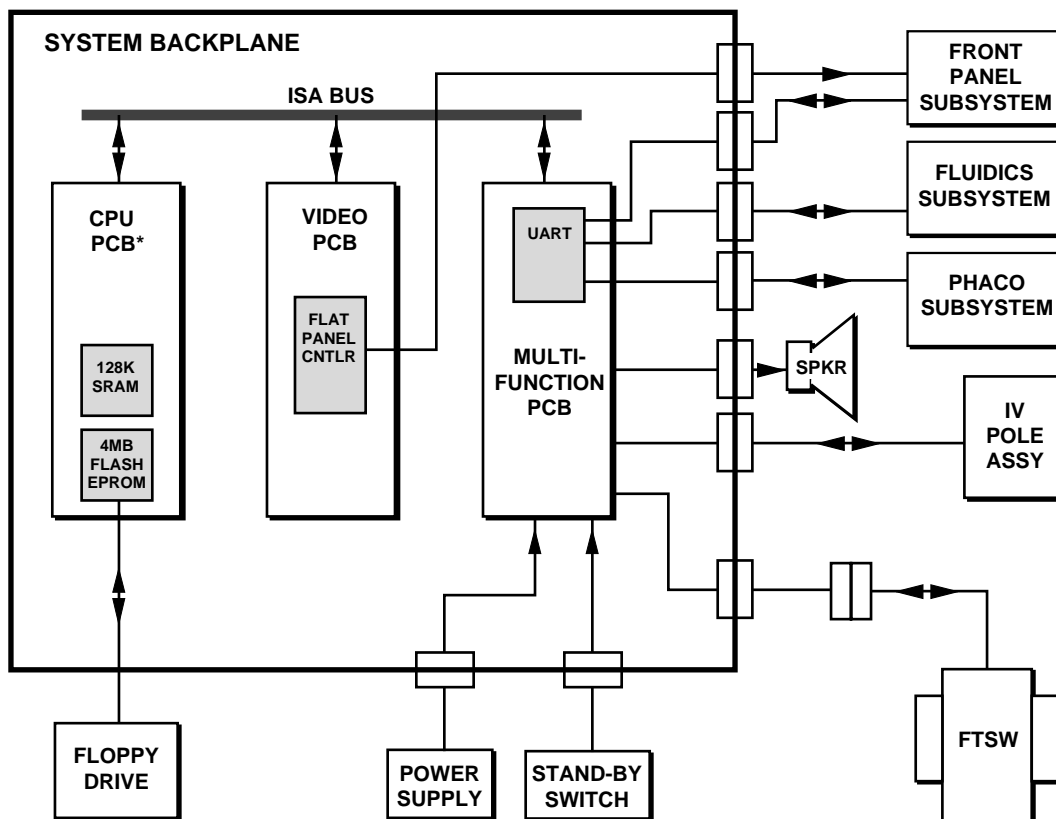 SYSTEM BACKPLANE
ISA BUS
FRONT
PANEL
SUBSYSTEM
FLUIDICS
SUBSYSTEM
PHACO
SUBSYSTEM
CPU
PCB*
128K
SRAM
4MB
FLASH
EPROM
VIDEO
PCB
FLAT
PANEL
CNTLR
UART
MULTI-
FUNCTION
PCB
SPKR
IV
POLE
ASSY
FTSW
FLOPPY
DRIVE
POWER
SUPPLY
STAND-BY
SWITCH